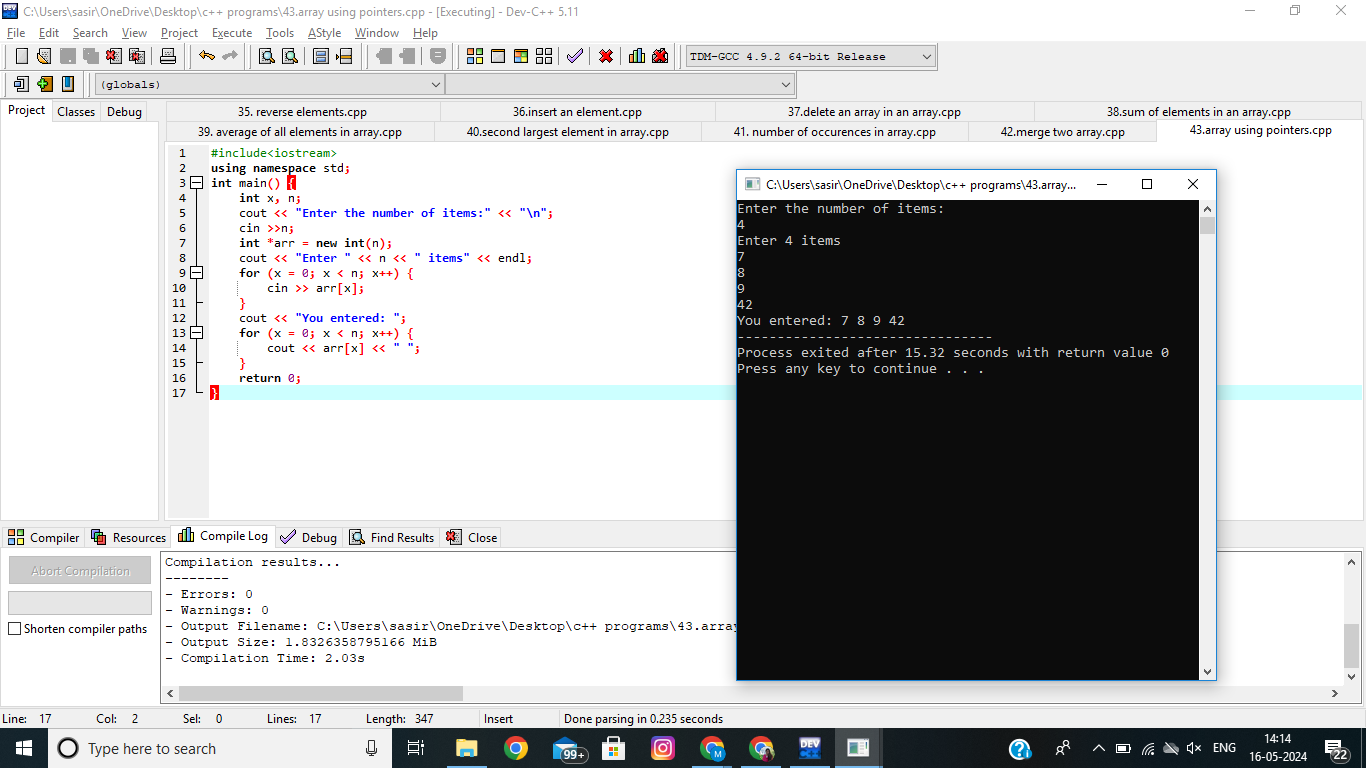 C:\Users\sasir\OneDrive\Desktop\c++ programs\43.array using pointers.cpp - [Executing] - Dev-C++ 5.11
File Edit Search View Project Execute Tools AStyle Window Help
TDM-GCC 4.9.2 64-bit Release
(globals)
Project Classes Debug
35. reverse elements.cpp 36.insert an element.cpp 37.delete an array in an array.cpp 38.sum of elements in an array.cpp
39. average of all elements in array.cpp 40.second largest element in array.cpp 41. number of occurences in array.cpp 42.merge two array.cpp 43.array using pointers.cpp
1 #include<iostream>
2 using namespace std;
3 int main() {
4 int x, n;
5 cout << "Enter the number of items:" << "\n";
6 cin >>n;
7 int *arr = new int(n);
8 cout << "Enter " << n << " items" << endl;
9 for (x = 0; x < n; x++) {
10 cin >> arr[x];
11 }
12 cout << "You entered: ";
13 for (x = 0; x < n; x++) {
14 cout << arr[x] << " ";
15 }
16 return 0;
17 }
C:\Users\sasir\OneDrive\Desktop\c++ programs\43.array...
Enter the number of items:
4
Enter 4 items
7
8
9
42
You entered: 7 8 9 42
--------------------------------
Process exited after 15.32 seconds with return value 0
Press any key to continue . . .
Compiler Resources Compile Log Debug Find Results Close
Abort Compilation
Shorten compiler paths
Compilation results...
--------
- Errors: 0
- Warnings: 0
- Output Filename: C:\Users\sasir\OneDrive\Desktop\c++ programs\43.array
- Output Size: 1.8326358795166 MiB
- Compilation Time: 2.03s
Line: 17 Col: 2 Sel: 0 Lines: 17 Length: 347 Insert Done parsing in 0.235 seconds
Type here to search
99+
M
DEV
ENG
14:14
16-05-2024
22